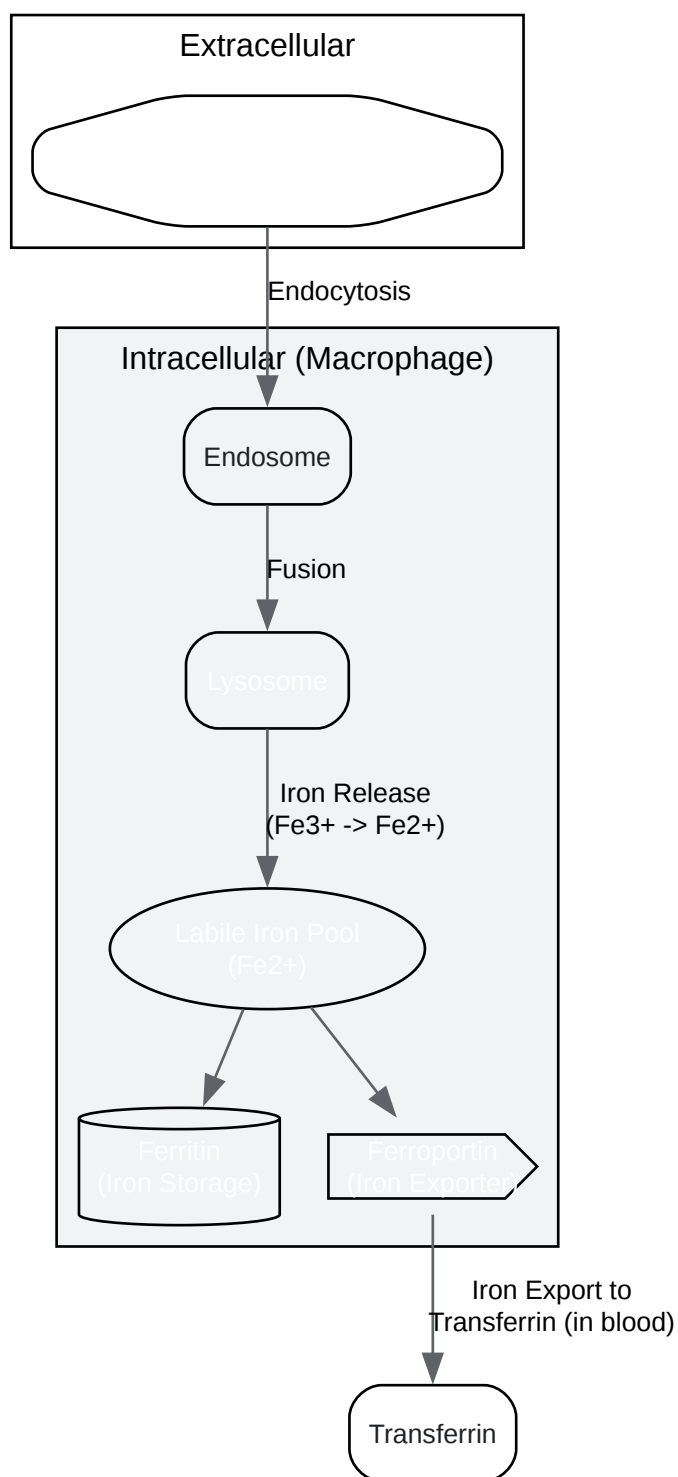 Extracellular
Endocytosis
Intracellular (Macrophage)
Endosome
Fusion
Lysosome
Iron Release
(Fe3+ -> Fe2+)
Labile Iron Pool
(Fe2+)
Ferritin
(Iron Storage)
Ferroportin
(Iron Exporter)
Iron Export to
Transferrin (in blood)
Transferrin